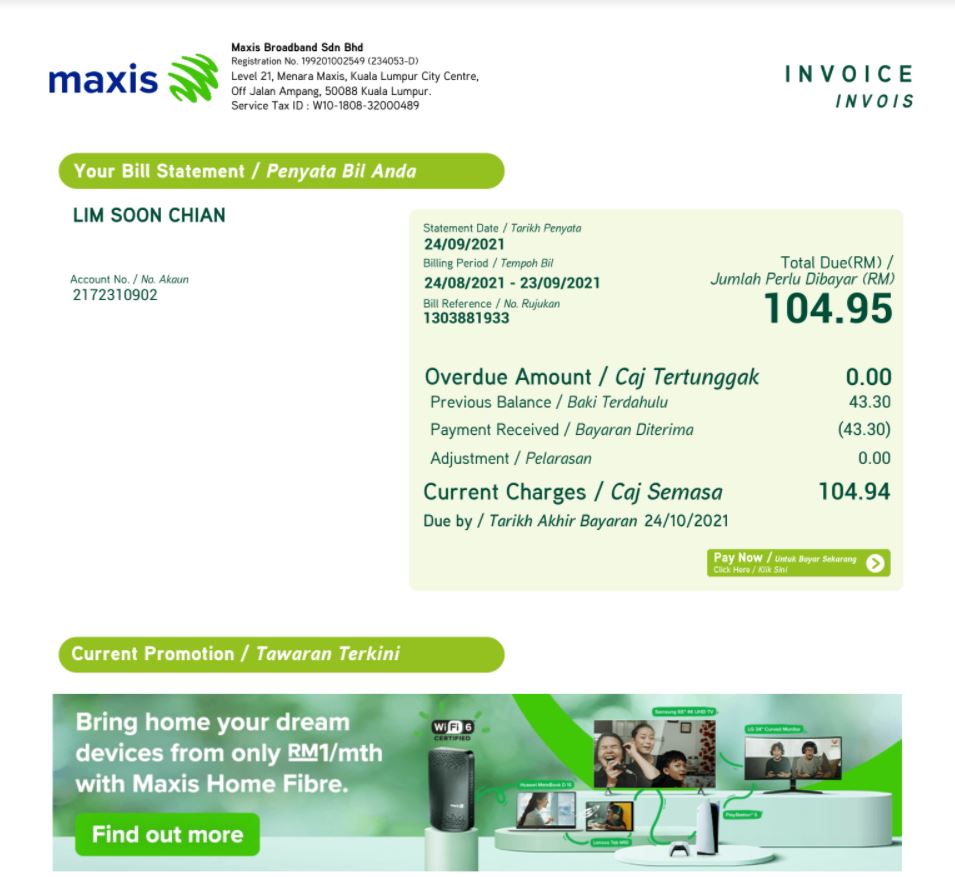 maxis
Maxis Broadband Sdn Bhd
Registration No. 199201002549 (234053-D)
Level 21, Menara Maxis, Kuala Lumpur City Centre,
Off Jalan Ampang, 50088 Kuala Lumpur.
Service Tax ID : W10-1808-32000489
INVOICE
INVOIS
Your Bill Statement / Penyata Bil Anda
LIM SOON CHIAN
Account No. / No. Akaun
2172310902
Statement Date / Tarikh Penyata
24/09/2021
Billing Period / Tempoh Bil
24/08/2021 - 23/09/2021
Bill Reference / No. Rujukan
1303881933
Total Due(RM) /
Jumlah Perlu Dibayar (RM)
104.95
Overdue Amount / Caj Tertunggak 0.00
Previous Balance / Baki Terdahulu 43.30
Payment Received / Bayaran Diterima (43.30)
Adjustment / Pelarasan 0.00
Current Charges / Caj Semasa 104.94
Due by / Tarikh Akhir Bayaran 24/10/2021
Pay Now / Untuk Bayar Sekarang
Click Here / Klik Sini
Current Promotion / Tawaran Terkini
Bring home your dream
devices from only RM1/mth
with Maxis Home Fibre.
Find out more
WiFi 6
CERTIFIED
Huawei MateBook D 15
Lenovo Tab M10
Samsung 55" 4K UHD TV
LG 34" Curved Monitor
PlayStation® 5